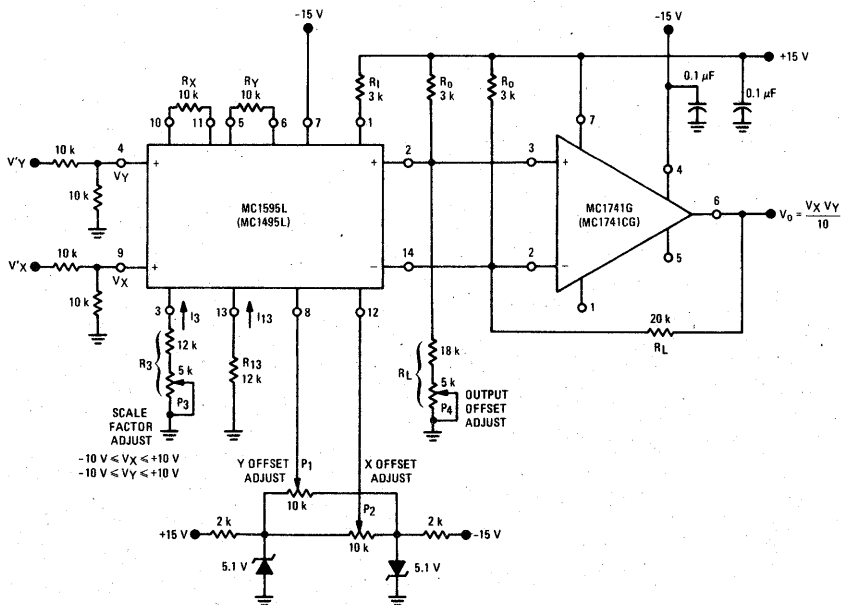 -15 V
-15 V
+15 V
RX
10 k
RY
10 k
RI
3 k
Ro
3 k
Ro
3 k
0.1 μF
0.1 μF
10
11
5
6
7
1
7
4
V'Y
10 k
4
VY
10 k
+
+
2
3
+
MC1595L
(MC1495L)
MC1741G
(MC1741CG)
6
Vo = VX VY
10
V'X
10 k
9
VX
10 k
+
−
14
2
−
5
1
3
I3
13
I13
8
12
20 k
RL
R3
12 k
5 k
P3
R13
12 k
RL
18 k
5 k
P4
OUTPUT
OFFSET
ADJUST
SCALE
FACTOR
ADJUST
-10 V ⩽ VX ⩽ +10 V
-10 V ⩽ VY ⩽ +10 V
Y OFFSET
ADJUST
P1
X OFFSET
ADJUST
10 k
P2
+15 V
2 k
10 k
2 k
-15 V
5.1 V
5.1 V